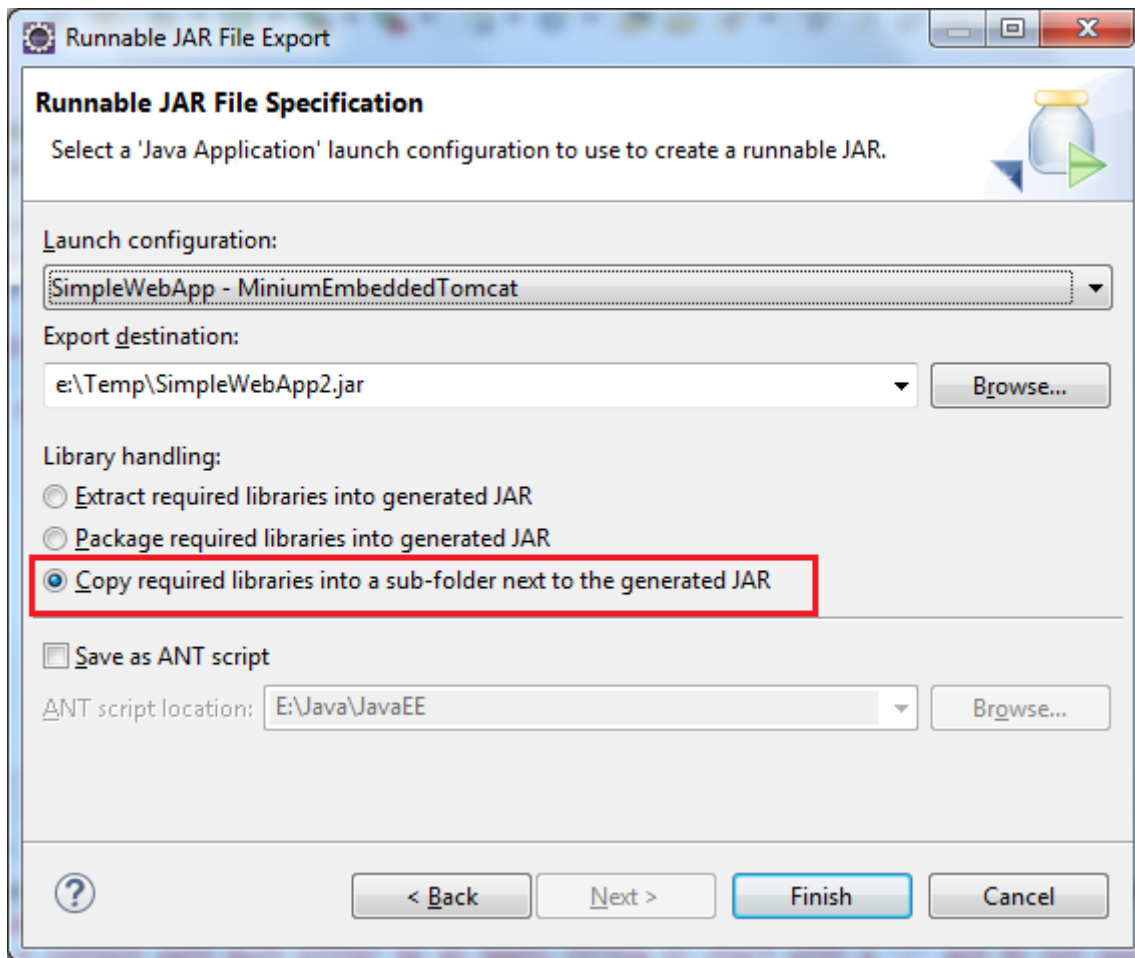 Runnable JAR File Export
Runnable JAR File Specification
Select a 'Java Application' launch configuration to use to create a runnable JAR.
Launch configuration:
SimpleWebApp - MiniumEmbeddedTomcat
Export destination:
e:\Temp\SimpleWebApp2.jar
Browse...
Library handling:
Extract required libraries into generated JAR
Package required libraries into generated JAR
Copy required libraries into a sub-folder next to the generated JAR
Save as ANT script
ANT script location: E:\Java\JavaEE Browse...
? < Back Next > Finish Cancel